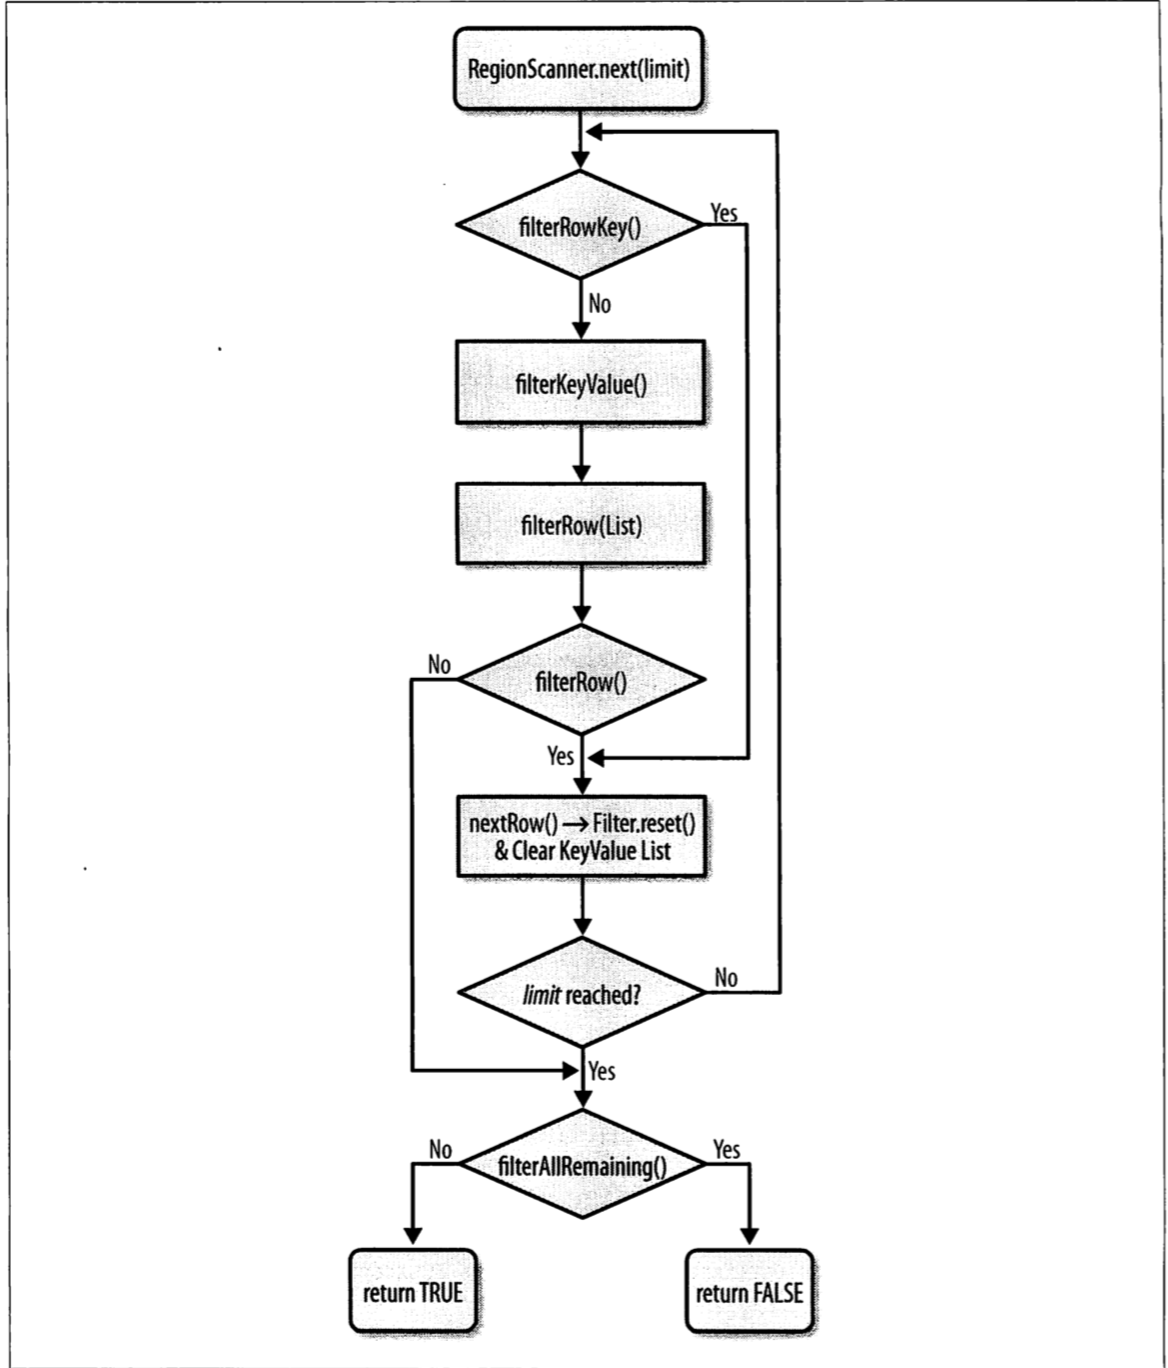 RegionScanner.next(limit)
filterRowKey()
Yes
No
filterKeyValue()
filterRow(List)
No
filterRow()
Yes
nextRow() → Filter.reset()
& Clear KeyValue List
limit reached?
No
Yes
No
filterAllRemaining()
Yes
return TRUE
return FALSE